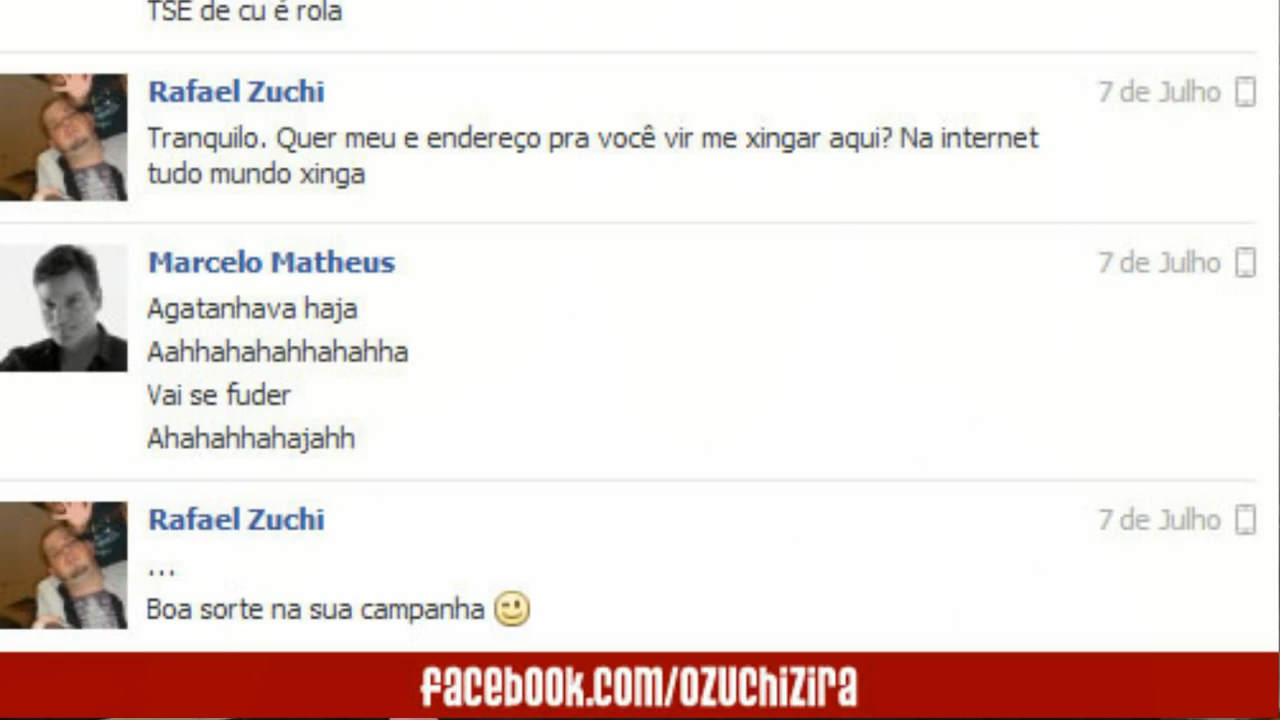 TSE de cu é rola
Rafael Zuchi
7 de Julho
Tranquilo. Quer meu e endereço pra você vir me xingar aqui? Na internet
tudo mundo xinga
Marcelo Matheus
7 de Julho
Agatanhava haja
Aahhahahahhahahha
Vai se fuder
Ahahahhahajahh
Rafael Zuchi
7 de Julho
...
Boa sorte na sua campanha
facebook.com/ozuchizira